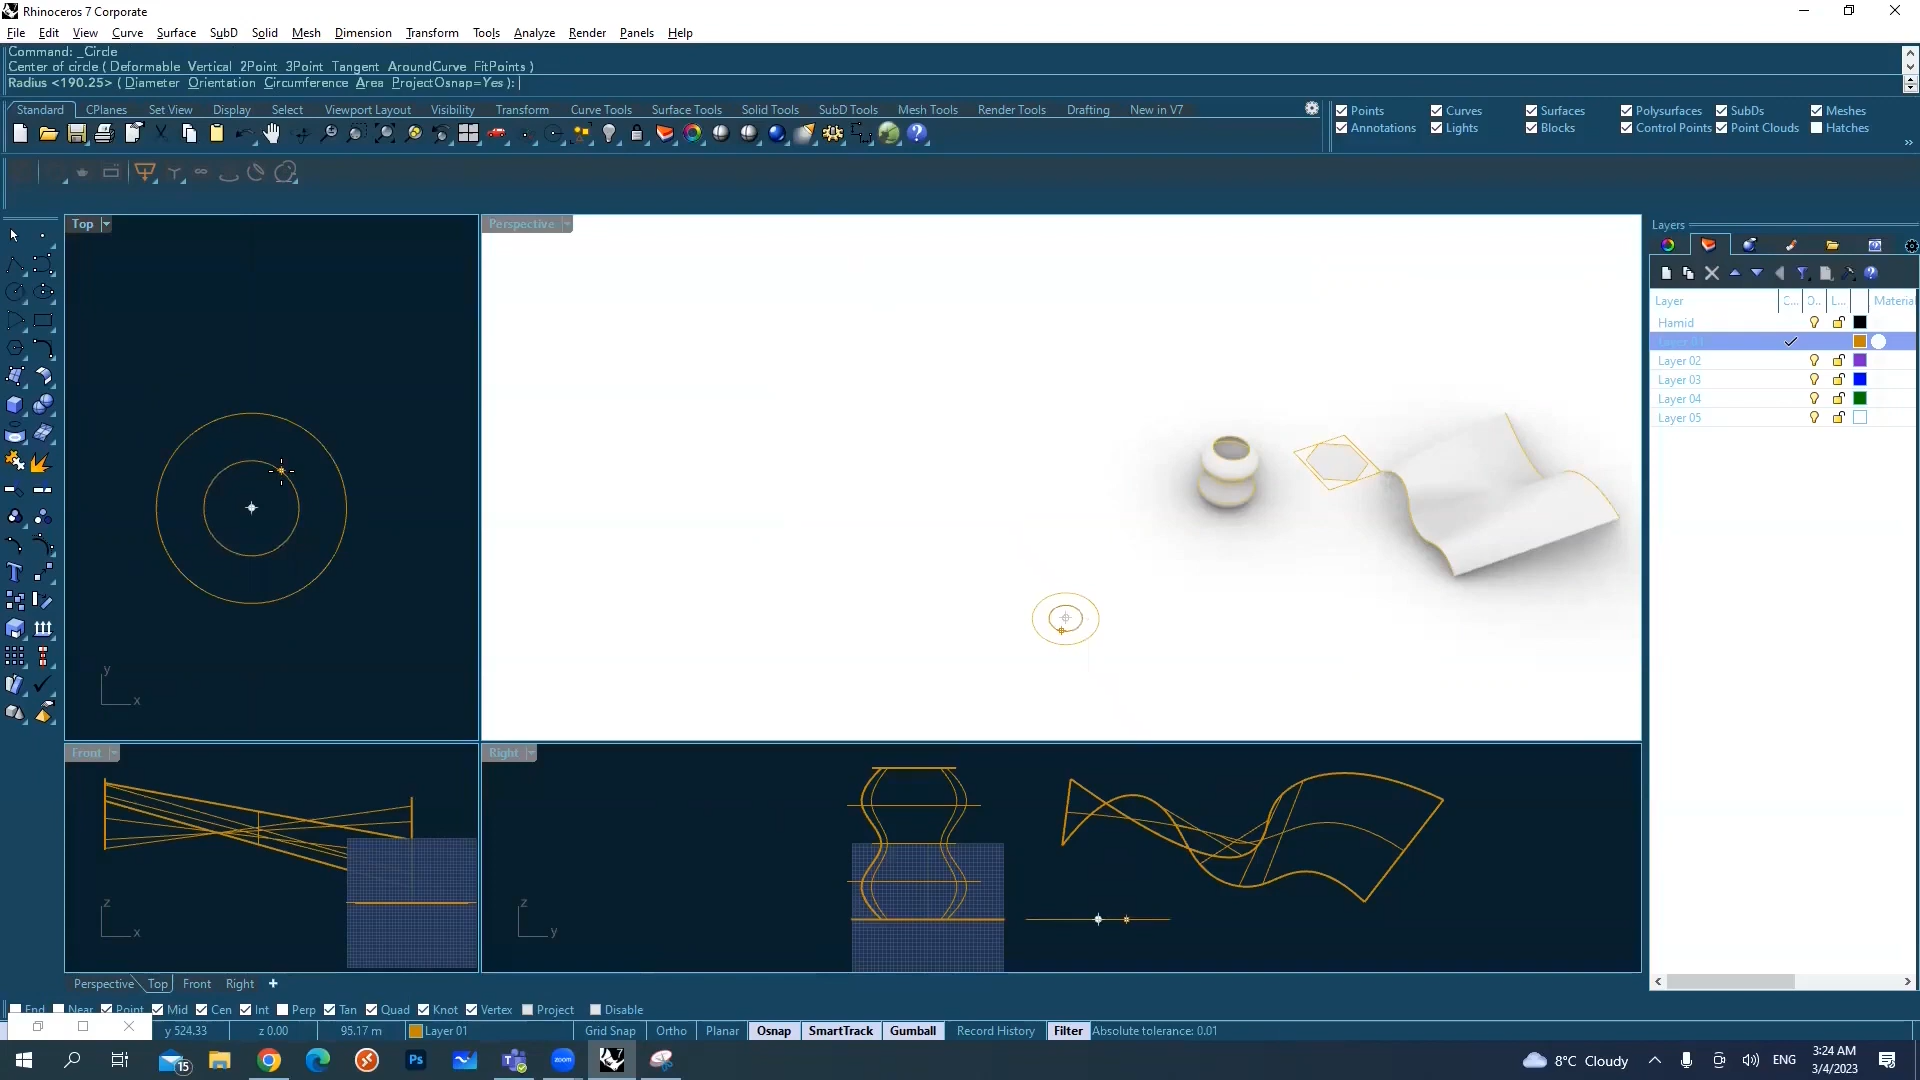 Rhinoceros 7 Corporate
File Edit View Curve Surface SubD Solid Mesh Dimension Transform Tools Analyze Render Panels Help
Command: _Circle
Center of circle ( Deformable Vertical 2Point 3Point Tangent AroundCurve FitPoints )
Radius <190.25> ( Diameter Orientation Circumference Area ProjectOsnap=Yes ):
Standard CPlanes Set View Display Select Viewport Layout Visibility Transform Curve Tools Surface Tools Solid Tools SubD Tools Mesh Tools Render Tools Drafting New in V7
Points Curves Surfaces Polysurfaces SubDs Meshes
Annotations Lights Blocks Control Points Point Clouds Hatches
Top
Perspective
Layers
Layer C... O.. L... Materia
Hamid
Layer 01
Layer 02
Layer 03
Layer 04
Layer 05
y
x
Front
Right
z
x
z
y
Perspective Top Front Right
End Near Point Mid Cen Int Perp Tan Quad Knot Vertex Project Disable
y 524.33 z 0.00 95.17 m Layer 01 Grid Snap Ortho Planar Osnap SmartTrack Gumball Record History Filter Absolute tolerance: 0.01
15
Ps
zoom
7
8°C Cloudy
ENG
3:24 AM
3/4/2023